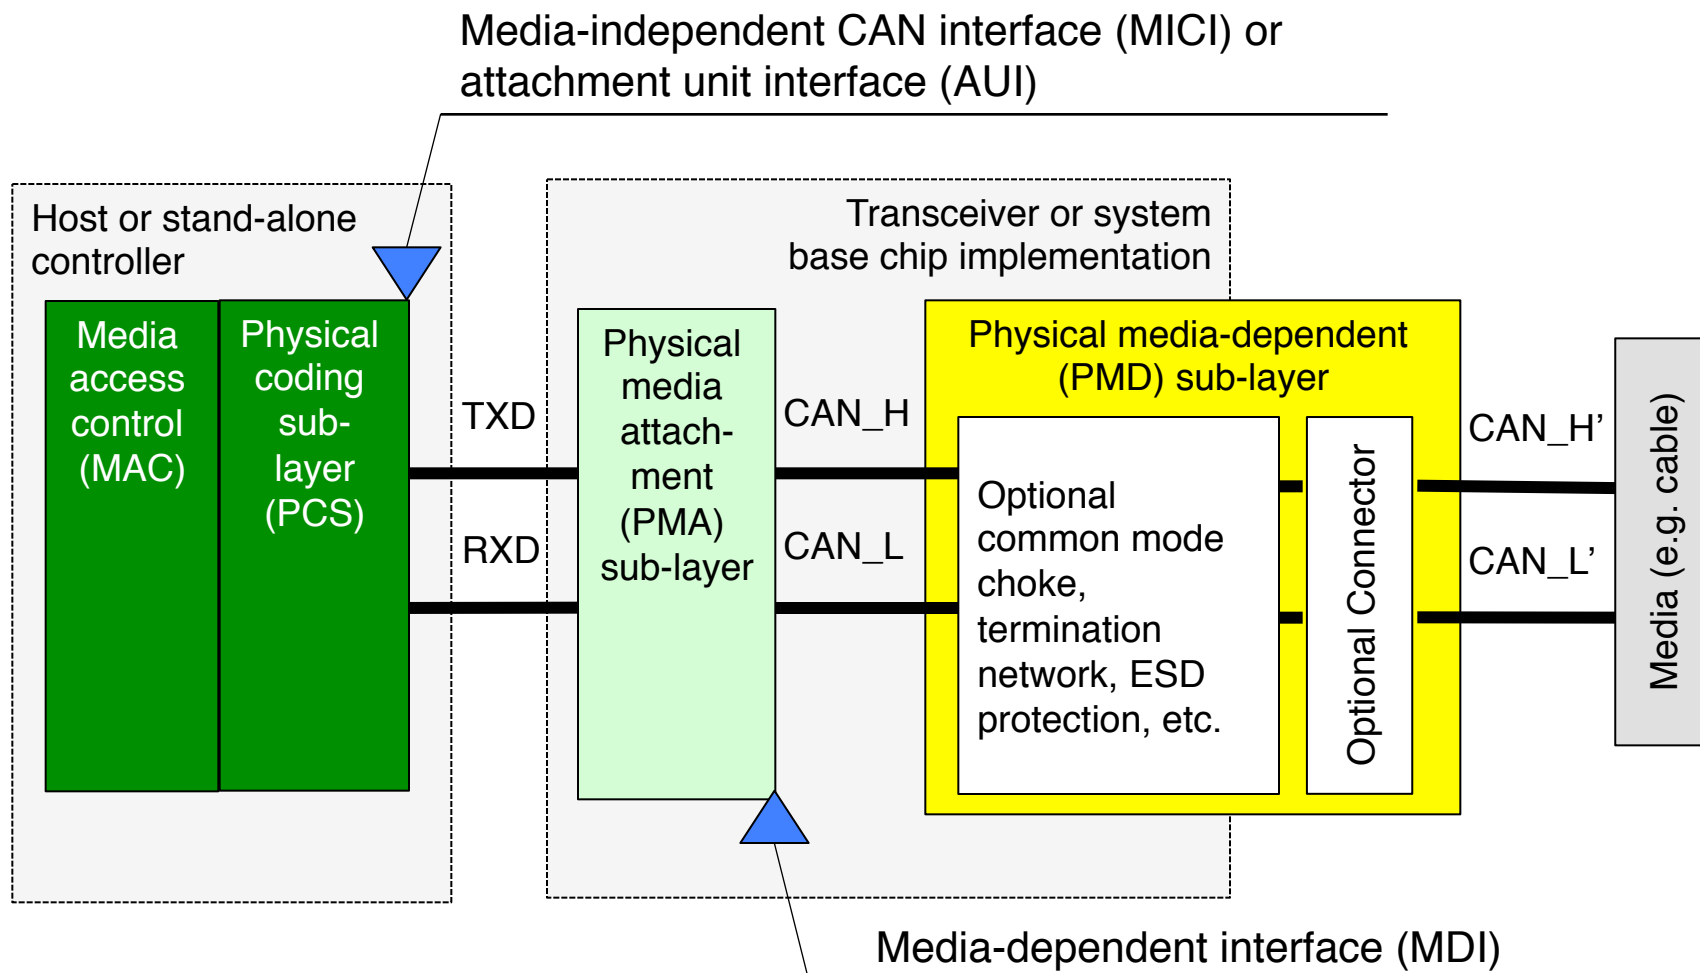 Media-independent CAN interface (MICI) or
attachment unit interface (AUI)
Host or stand-alone
controller
Transceiver or system
base chip implementation
Media
access
control
(MAC)
Physical
coding
sub-
layer
(PCS)
TXD
RXD
Physical
media
attach-
ment
(PMA)
sub-layer
CAN_H
CAN_L
Physical media-dependent
(PMD) sub-layer
Optional
common mode
choke,
termination
network, ESD
protection, etc.
Optional Connector
CAN_H’
CAN_L’
Media (e.g. cable)
Media-dependent interface (MDI)